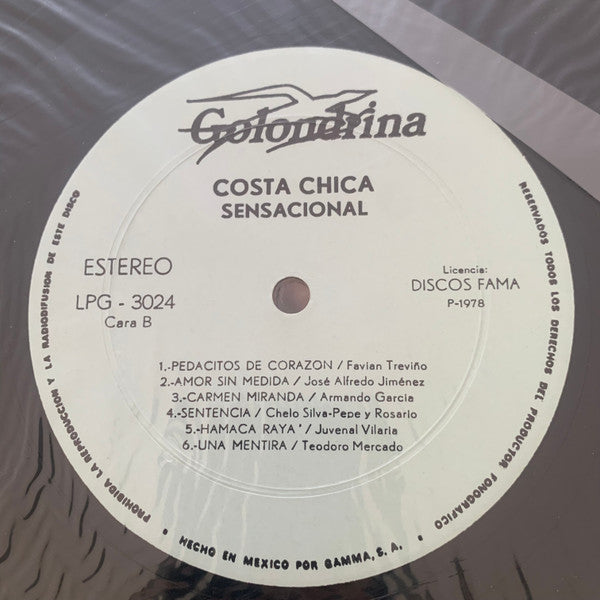 Golondrina
COSTA CHICA
SENSACIONAL
ESTEREO
LPG - 3024
Cara B
Licencia:
DISCOS FAMA
P-1978
1.-PEDACITOS DE CORAZON / Favian Treviño
2.-AMOR SIN MEDIDA / José Alfredo Jiménez
3.-CARMEN MIRANDA / Armando Garcia
4.-SENTENCIA / Chelo Silva-Pepe y Rosario
5.-HAMACA RAYA' / Juvenal Vilaria
6.-UNA MENTIRA / Teodoro Mercado
RESERVADÓS TODOS LOS DERECHOS DEL PRODUCTOR FONOGRAFICO
• HECHO EN MEXICO POR GAMMA, S. A. •
PROHIBIDA LA REPRODUCCION Y LA RADIODIFUSION DE ESTE DISCO